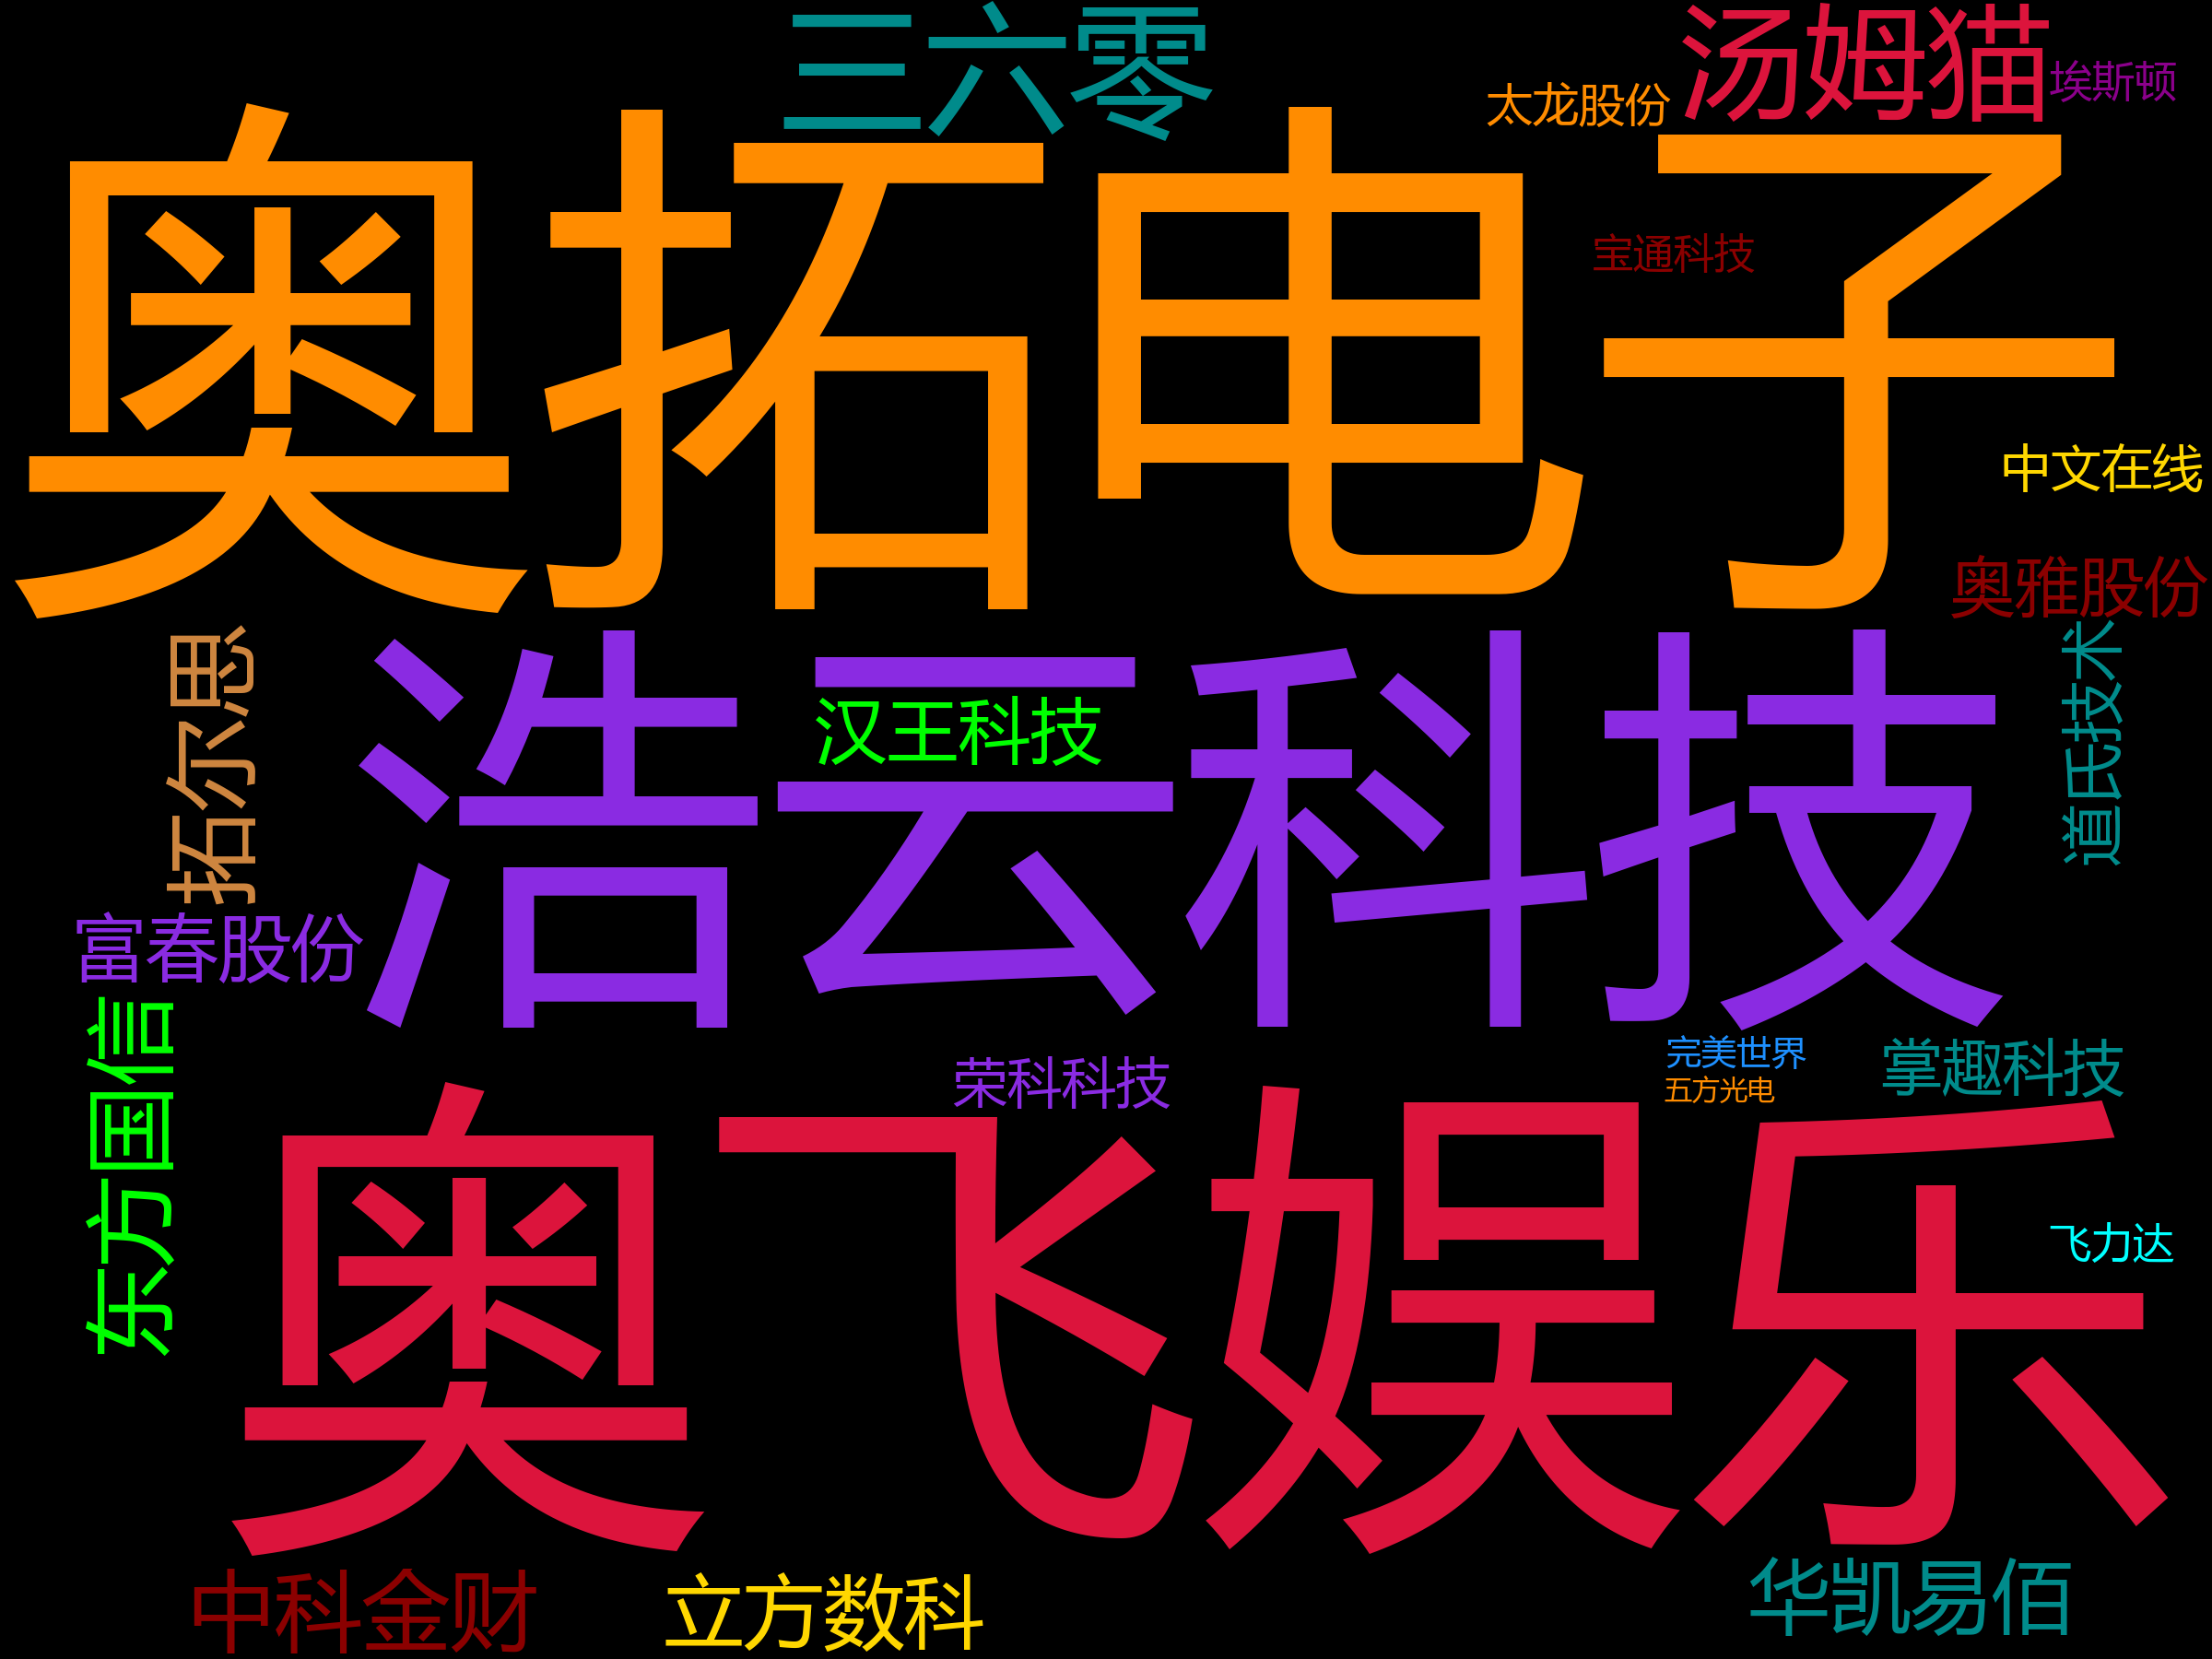 三六零
汤姆猫
埃斯顿
太龙股份
奥拓电子
宝通科技
中文在线
奥雅股份
拓尔思
浩云科技
汉王科技
道氏技术
富春股份
东方国信
荣科科技
完美世界
五方光电
掌趣科技
奥飞娱乐
飞力达
中科金财
立方数科
华凯易佰